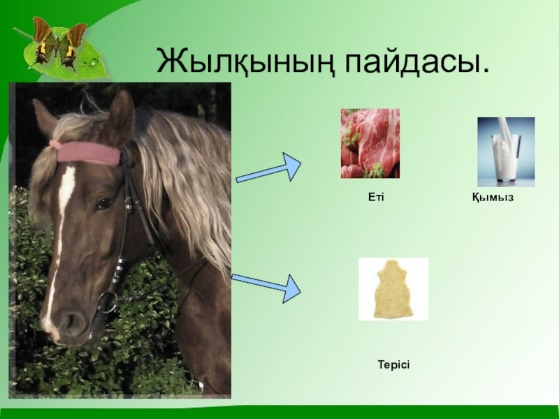 Жылқының пайдасы.
Еті
Қымыз
Терісі